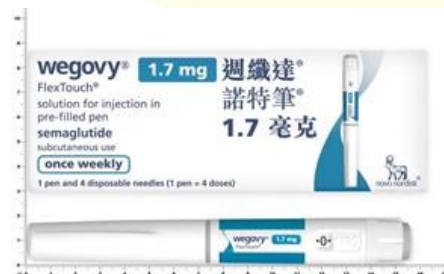 wegovy® 1.7 mg
FlexTouch®
solution for injection in
pre-filled pen
semaglutide
subcutaneous use
once weekly
1 pen and 4 disposable needles (1 pen = 4 doses)
週纖達®
諾特筆®
1.7 毫克
novo nordisk®
wegovy® 1.7 mg
0